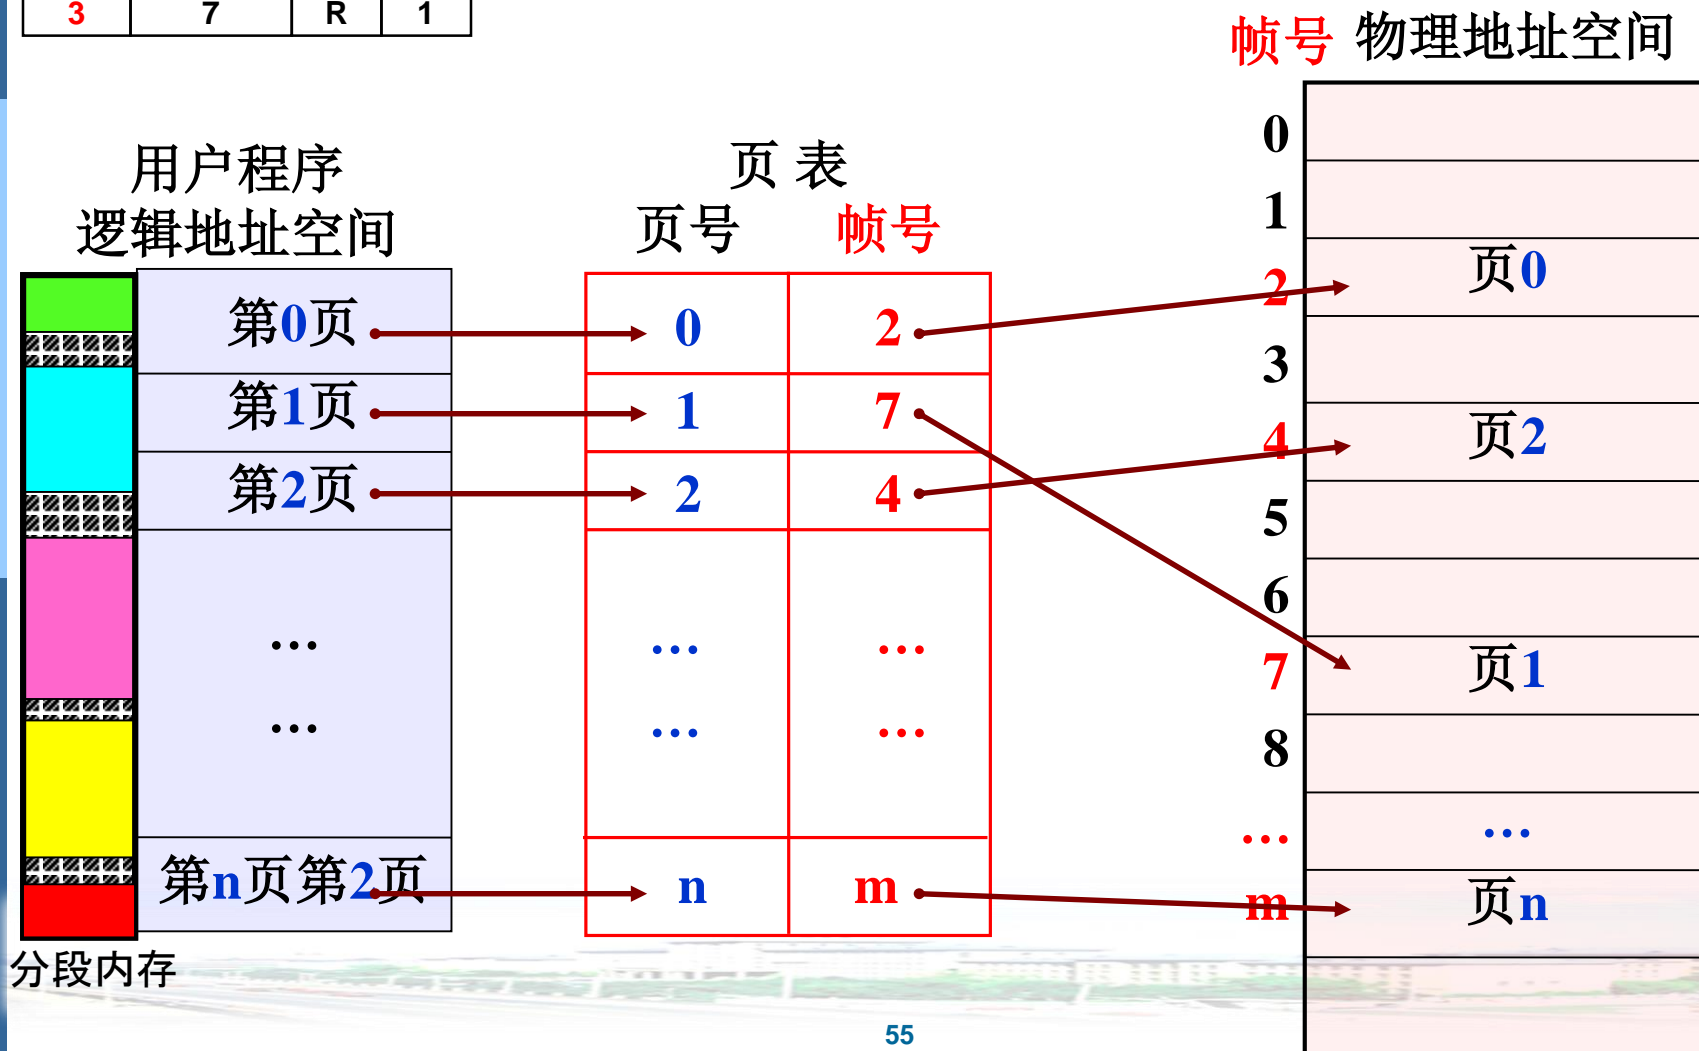 3 7 R 1
帧号 物理地址空间
用户程序
逻辑地址空间
页 表
页号 帧号
0
1
2 页0
3
4 页2
5
6
7 页1
8
… …
m 页n
第0页 0 2
第1页 1 7
第2页 2 4
… … …
… … …
第n页第2页 n m
分段内存
55